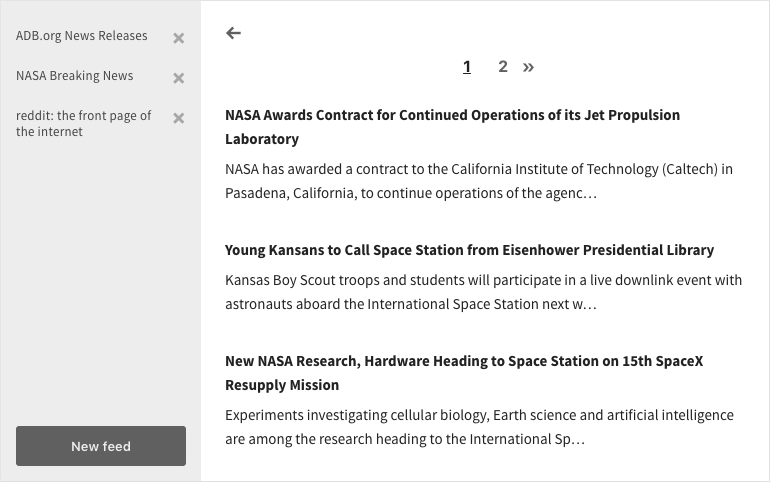 ADB.org News Releases
NASA Breaking News
reddit: the front page of
the internet
New feed
1 2 »
NASA Awards Contract for Continued Operations of its Jet Propulsion
Laboratory
NASA has awarded a contract to the California Institute of Technology (Caltech) in
Pasadena, California, to continue operations of the agenc…
Young Kansans to Call Space Station from Eisenhower Presidential Library
Kansas Boy Scout troops and students will participate in a live downlink event with
astronauts aboard the International Space Station next w…
New NASA Research, Hardware Heading to Space Station on 15th SpaceX
Resupply Mission
Experiments investigating cellular biology, Earth science and artificial intelligence
are among the research heading to the International Sp…